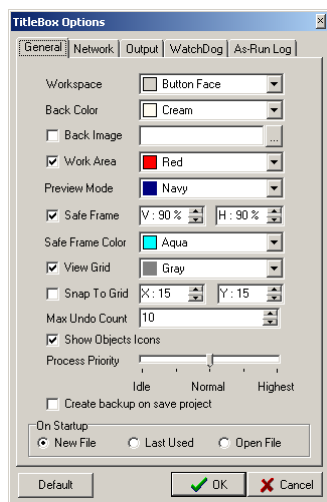 TitleBox Options
General Network Output WatchDog As-Run Log
Workspace Button Face
Back Color Cream
Back Image ...
Work Area Red
Preview Mode Navy
Safe Frame V : 90 % H : 90 %
Safe Frame Color Aqua
View Grid Gray
Snap To Grid X : 15 Y : 15
Max Undo Count 10
Show Objects Icons
Process Priority
Idle Normal Highest
Create backup on save project
On Startup
New File Last Used Open File
Default OK Cancel